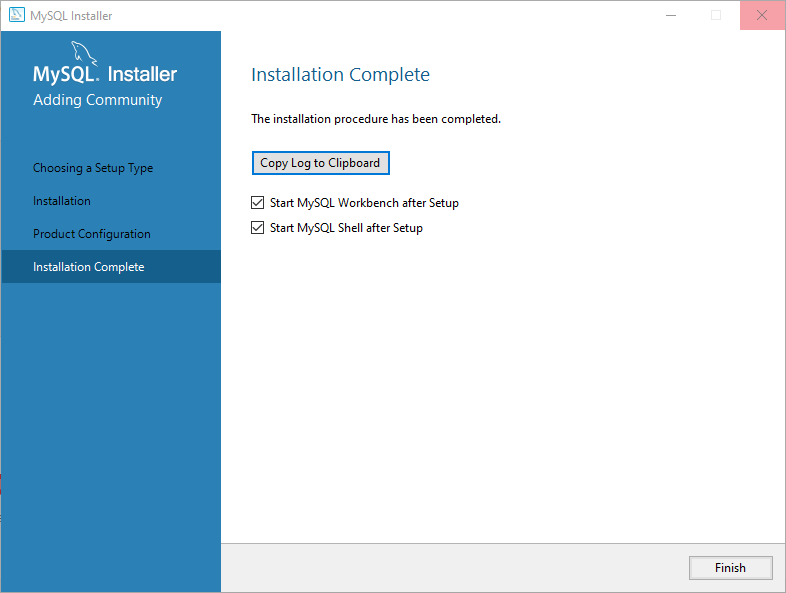 MySQL Installer
MySQL. Installer
Adding Community
Choosing a Setup Type
Installation
Product Configuration
Installation Complete
Installation Complete
The installation procedure has been completed.
Copy Log to Clipboard
Start MySQL Workbench after Setup
Start MySQL Shell after Setup
Finish